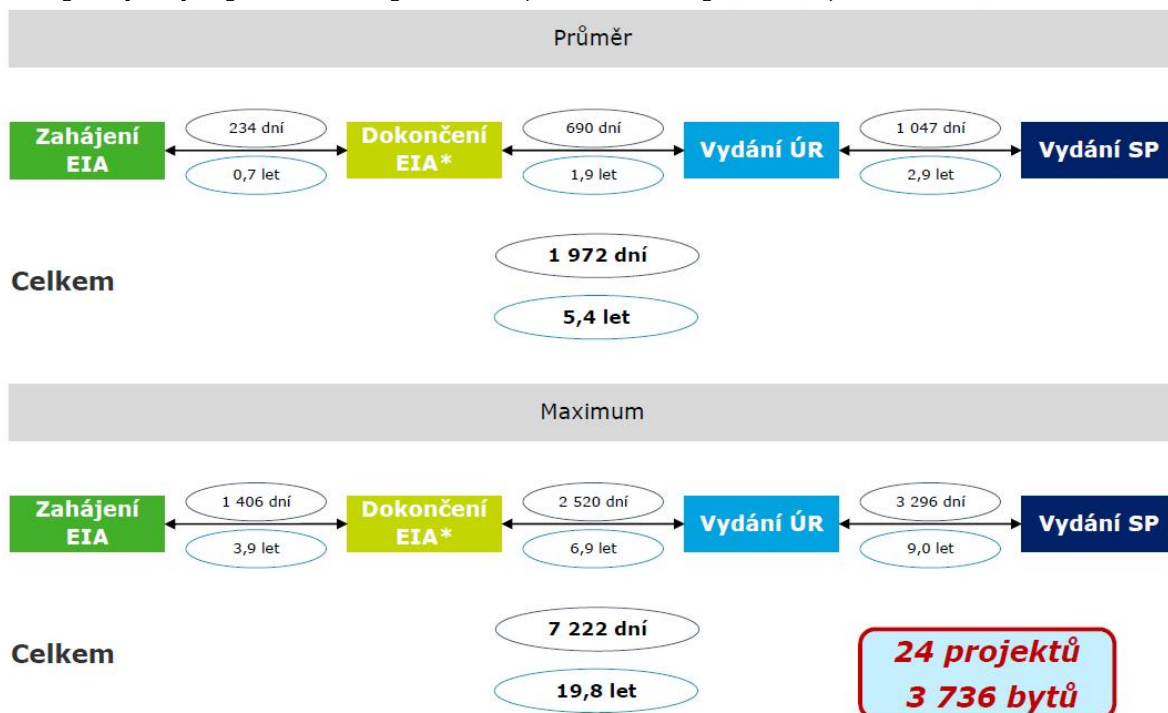 Průměr
Zahájení
EIA
234 dní
0,7 let
Dokončení
EIA*
690 dní
1,9 let
Vydání ÚR
1 047 dní
2,9 let
Vydání SP
Celkem
1 972 dní
5,4 let
Maximum
Zahájení
EIA
1 406 dní
3,9 let
Dokončení
EIA*
2 520 dní
6,9 let
Vydání ÚR
3 296 dní
9,0 let
Vydání SP
Celkem
7 222 dní
19,8 let
24 projektů
3 736 bytů